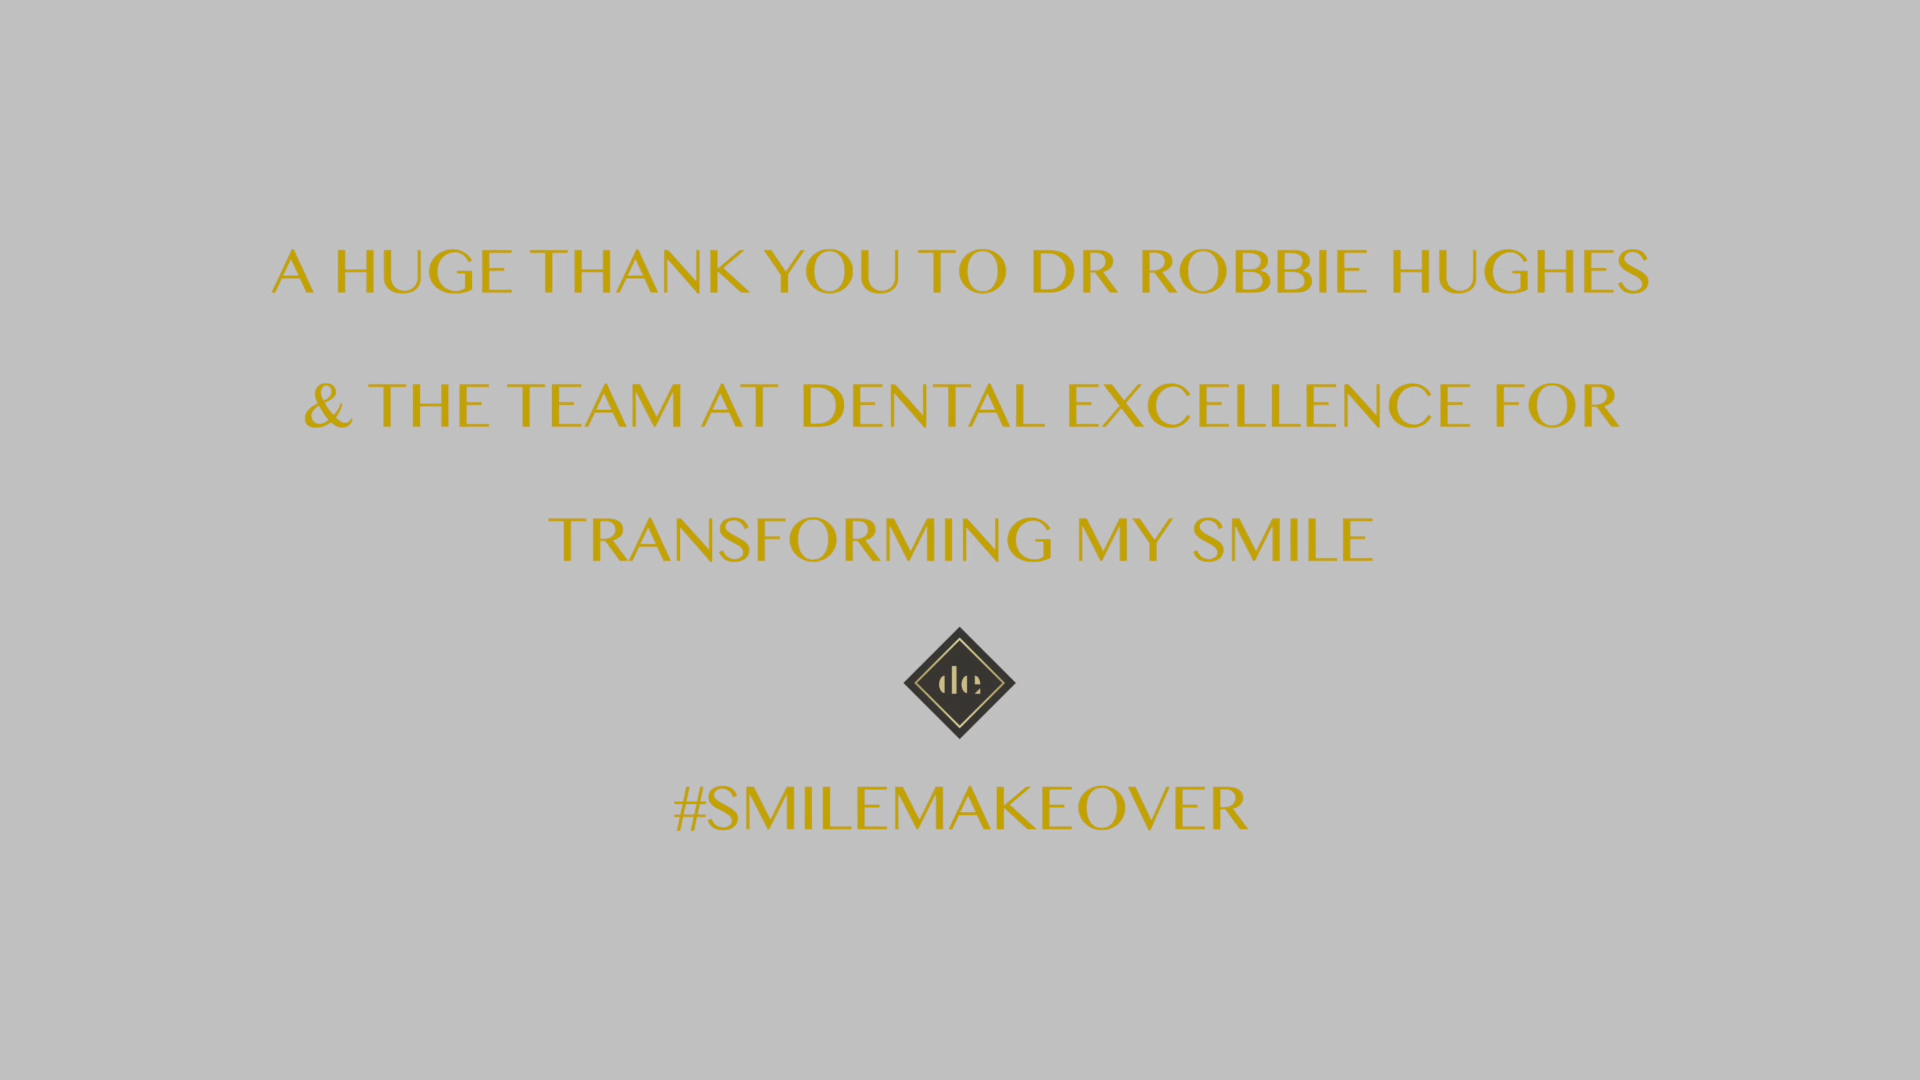 A HUGE THANK YOU TO DR ROBBIE HUGHES
& THE TEAM AT DENTAL EXCELLENCE FOR
TRANSFORMING MY SMILE
de
#SMILEMAKEOVER